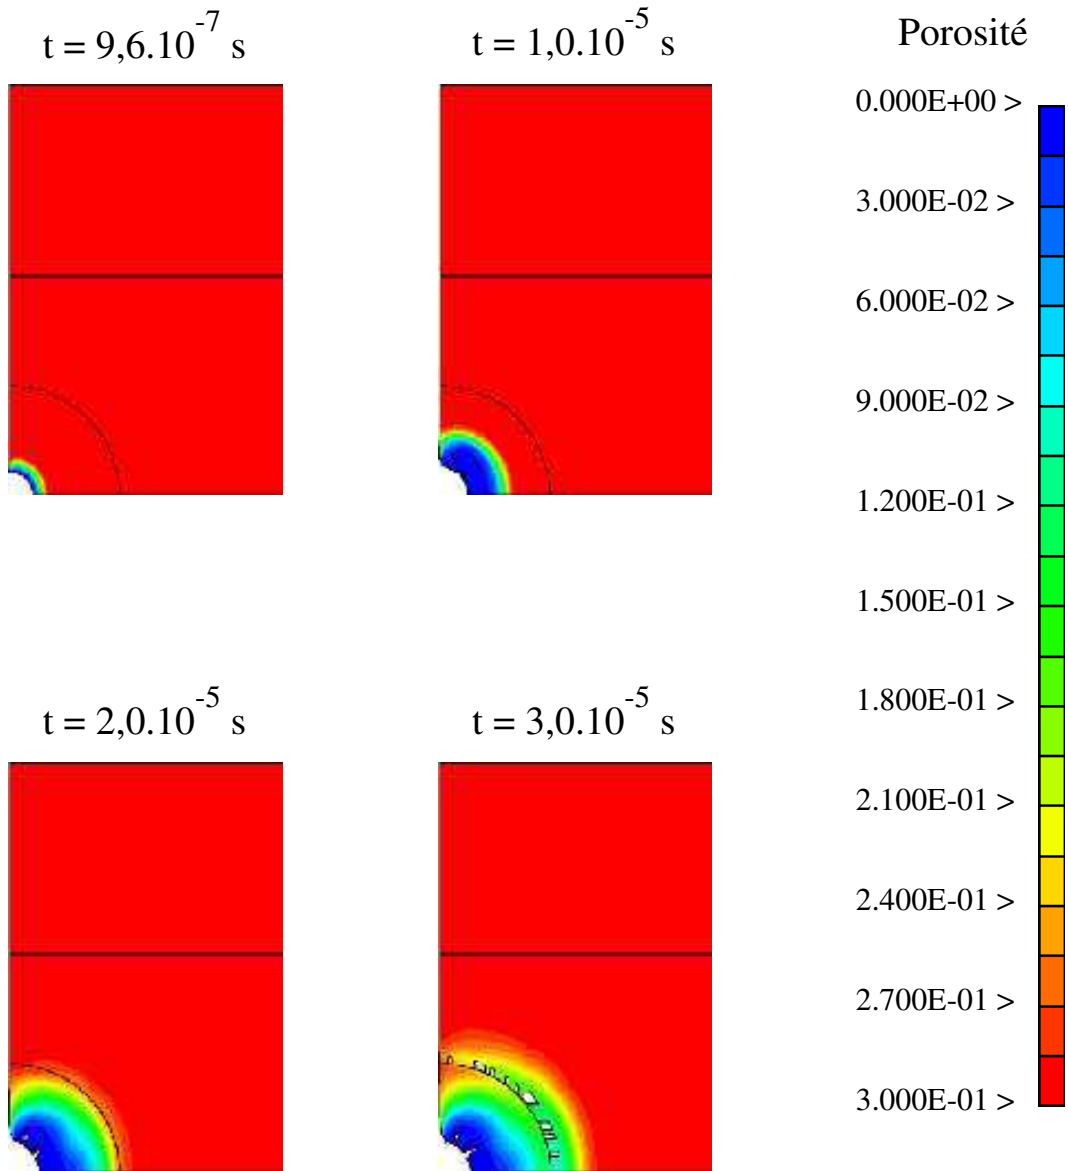 t = 9,6.10-7 s
t = 1,0.10-5 s
Porosité
0.000E+00 >
3.000E-02 >
6.000E-02 >
9.000E-02 >
1.200E-01 >
1.500E-01 >
1.800E-01 >
2.100E-01 >
2.400E-01 >
2.700E-01 >
3.000E-01 >
t = 2,0.10-5 s
t = 3,0.10-5 s